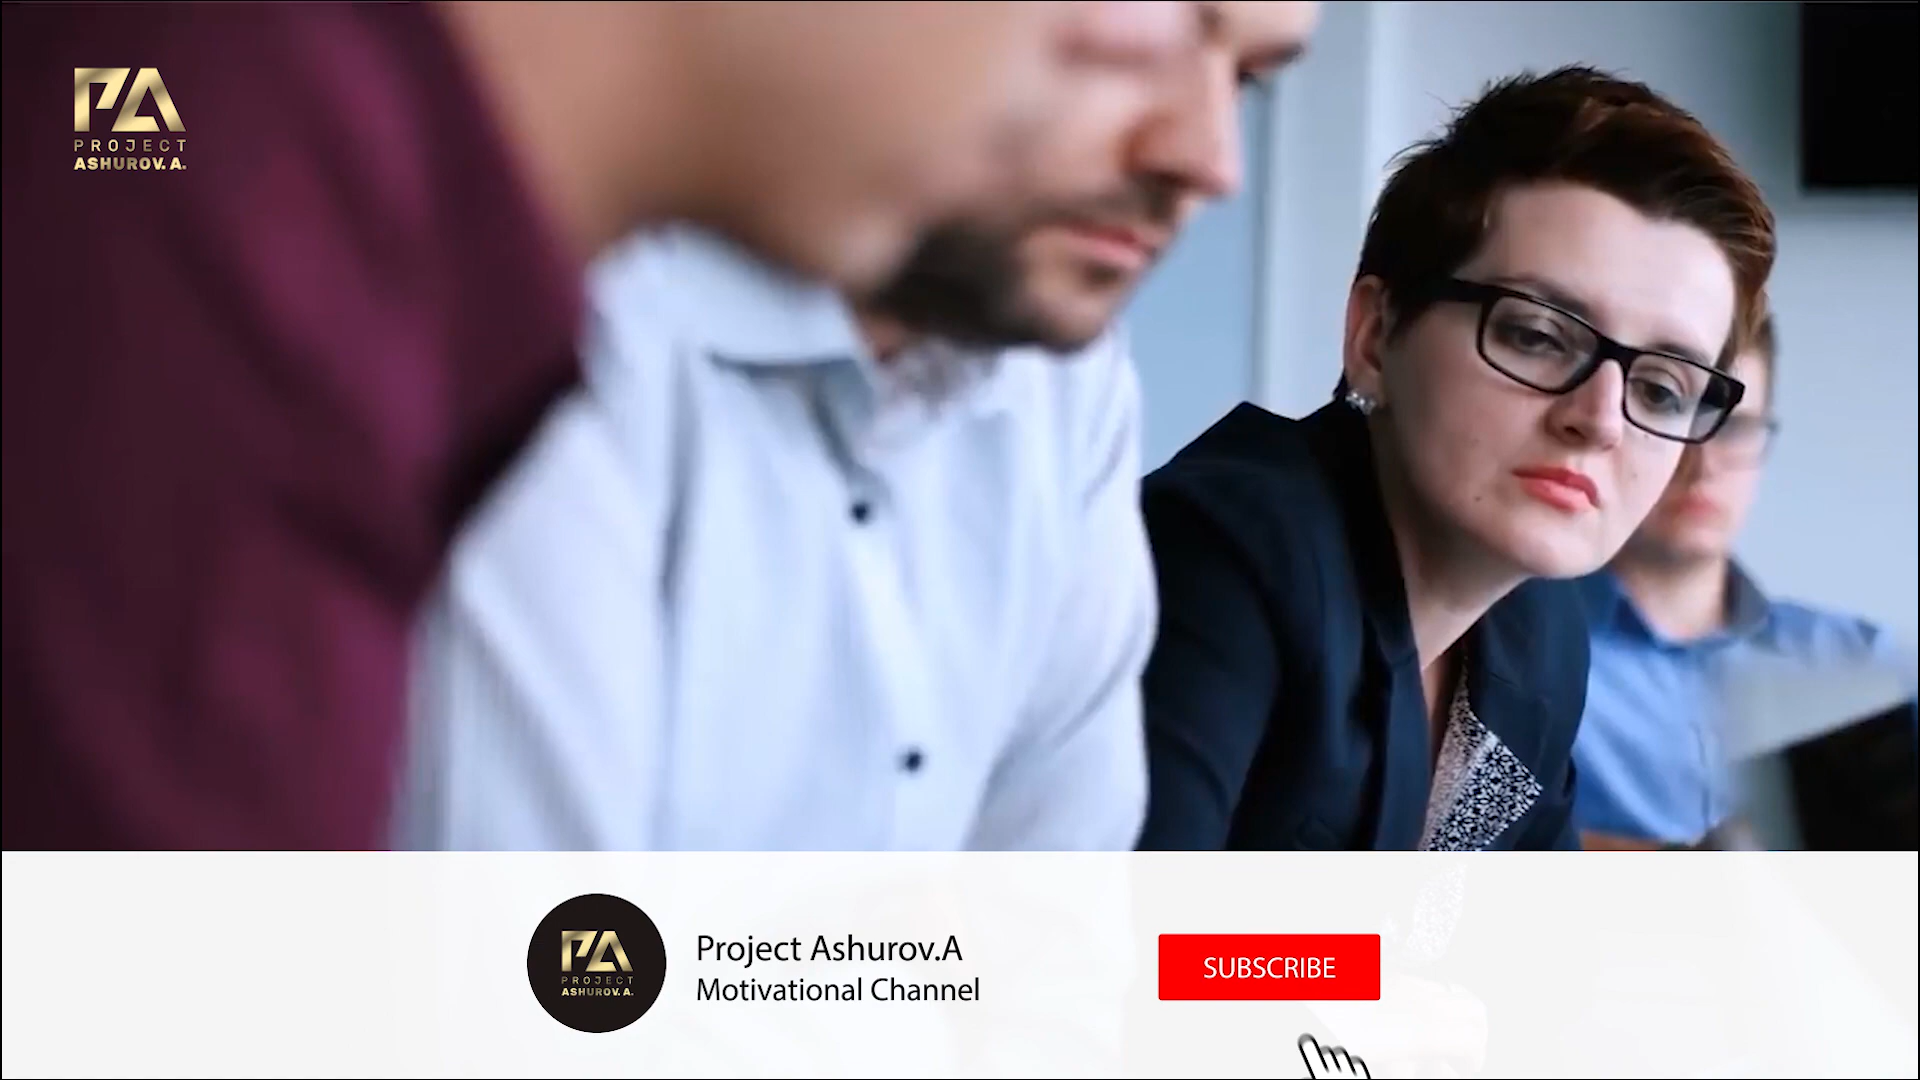 PA
PROJECT
ASHUROV.A.
PA
PROJECT
ASHUROV.A.
Project Ashurov.A
Motivational Channel
SUBSCRIBE